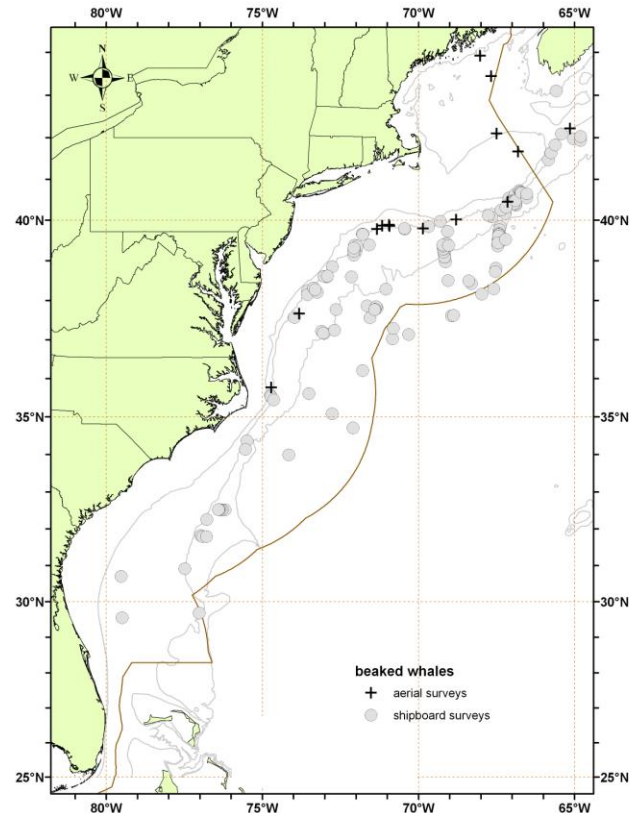 80°W 75°W 70°W 65°W
N
W E
S
40°N 40°N
35°N 35°N
30°N 30°N
beaked whales
aerial surveys
shipboard surveys
25°N 25°N
80°W 75°W 70°W 65°W